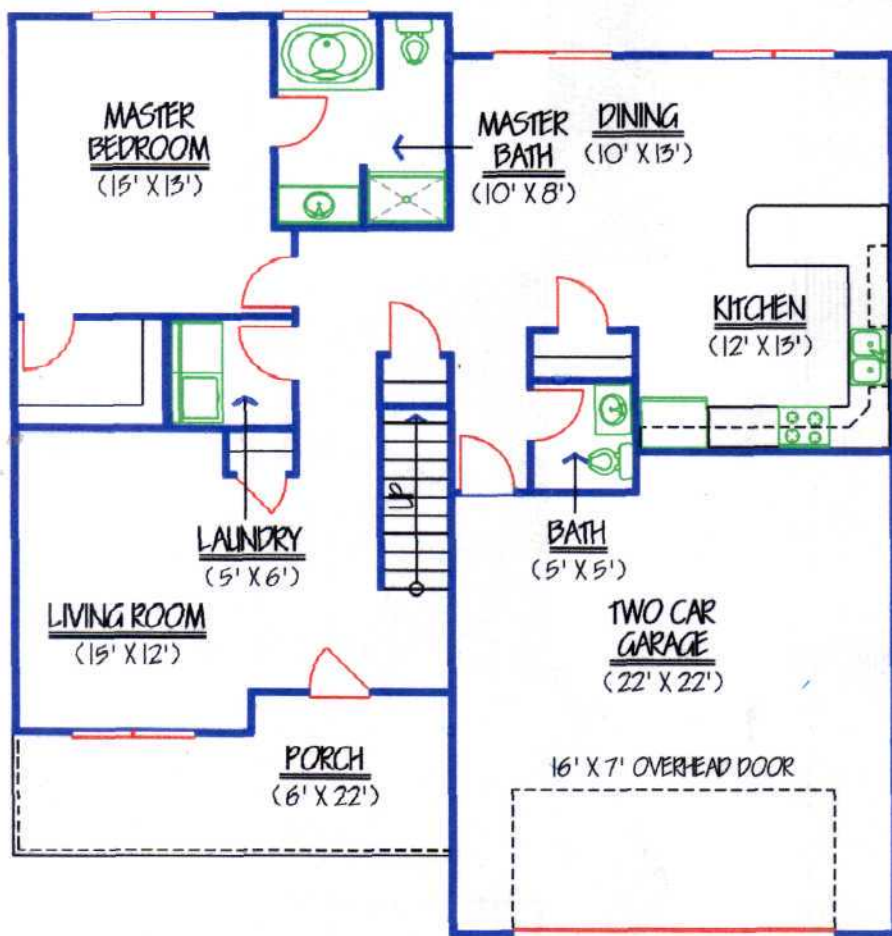 MASTER
BEDROOM
(15' X 13')
MASTER
BATH
(10' X 8')
DINING
(10' X 13')
KITCHEN
(12' X 13')
UP
LAUNDRY
(5' X 6')
BATH
(5' X 5')
LIVING ROOM
(15' X 12')
TWO CAR
GARAGE
(22' X 22')
PORCH
(6' X 22')
16' X 7' OVERHEAD DOOR